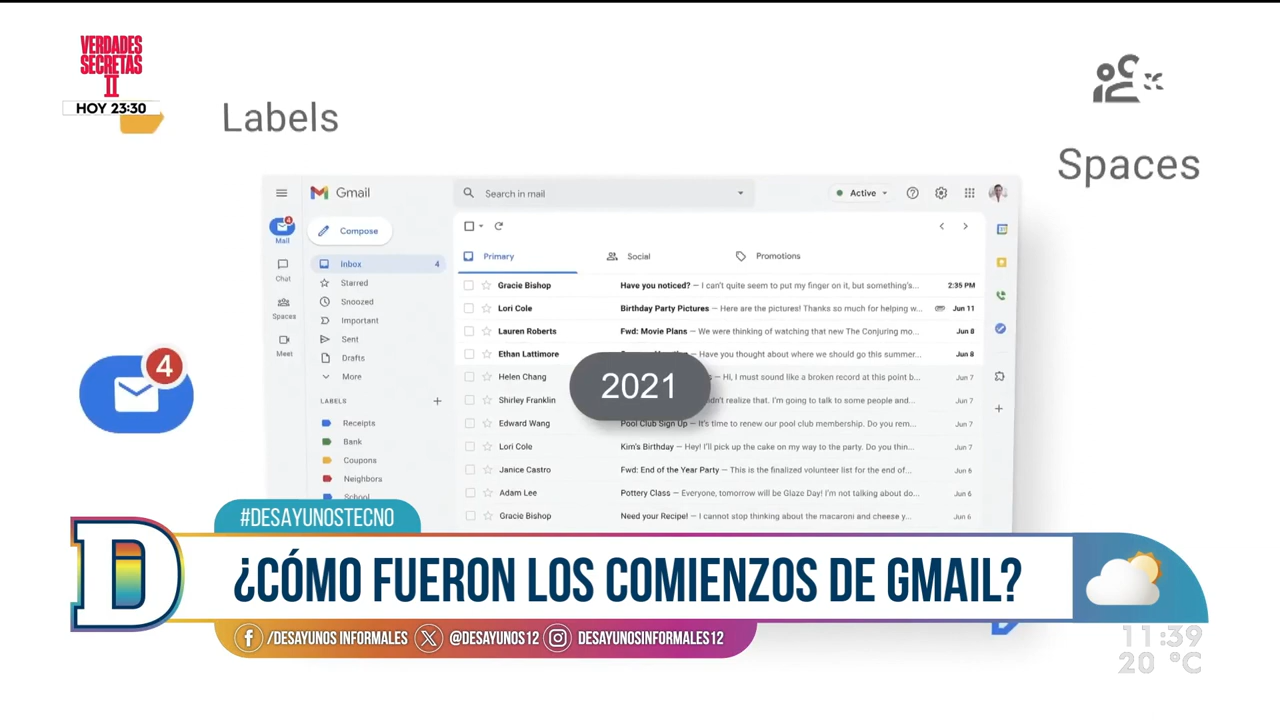 VERDADES
SECRETAS
II
HOY 23:30
Labels
Spaces
Gmail
Search in mail
Active
4
Mail
Compose
Chat
Spaces
Meet
Inbox 4
Starred
Snoozed
Important
Sent
Drafts
More
LABELS
Receipts
Bank
Coupons
Neighbors
School
Primary Social Promotions
Gracie Bishop Have you noticed? – I can't quite seem to put my finger on it, but something's... 2:35 PM
Lori Cole Birthday Party Pictures – Here are the pictures! Thanks so much for helping w... Jun 11
Lauren Roberts Fwd: Movie Plans – We were thinking of watching that new The Conjuring mo... Jun 8
Ethan Lattimore – Have you thought about where we should go this summer... Jun 8
Helen Chang – Hi, I must sound like a broken record at this point b... Jun 7
Shirley Franklin realize that. I'm going to talk to some people and... Jun 7
Edward Wang Pool Club Sign Up – It's time to renew our pool club membership. Do you rem... Jun 7
Lori Cole Kim's Birthday – Hey! I'll pick up the cake on my way to the party. Do you thin... Jun 7
Janice Castro Fwd: End of the Year Party – This is the finalized volunteer list for the end of... Jun 6
Adam Lee Pottery Class – Everyone, tomorrow will be Glaze Day! I'm not talking about do... Jun 6
Gracie Bishop Need your Recipe! – I cannot stop thinking about the macaroni and cheese y... Jun 6
2021
4
#DESAYUNOSTECNO
D
¿CÓMO FUERON LOS COMIENZOS DE GMAIL?
/DESAYUNOS INFORMALES @DESAYUNOS12 DESAYUNOSINFORMALES12
11:39
20 °C